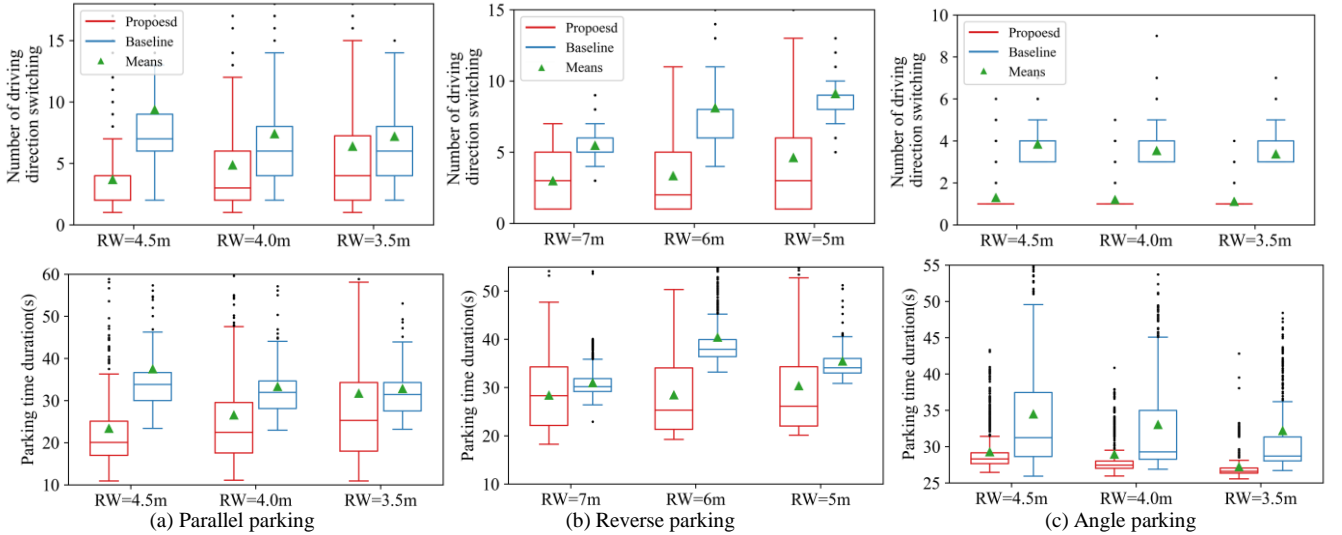 Number of driving
direction switching
15
10
5
0
Propoesd
Baseline
Means
RW=4.5m
RW=4.0m
RW=3.5m
Number of driving
direction switching
15
10
5
0
Propoesd
Baseline
Means
RW=7m
RW=6m
RW=5m
Number of driving
direction switching
10
8
6
4
2
0
Propoesd
Baseline
Means
RW=4.5m
RW=4.0m
RW=3.5m
Parking time duration(s)
60
50
40
30
20
10
RW=4.5m
RW=4.0m
RW=3.5m
(a) Parallel parking
Parking time duration(s)
50
40
30
20
10
RW=7m
RW=6m
RW=5m
(b) Reverse parking
Parking time duration(s)
55
50
45
40
35
30
25
RW=4.5m
RW=4.0m
RW=3.5m
(c) Angle parking